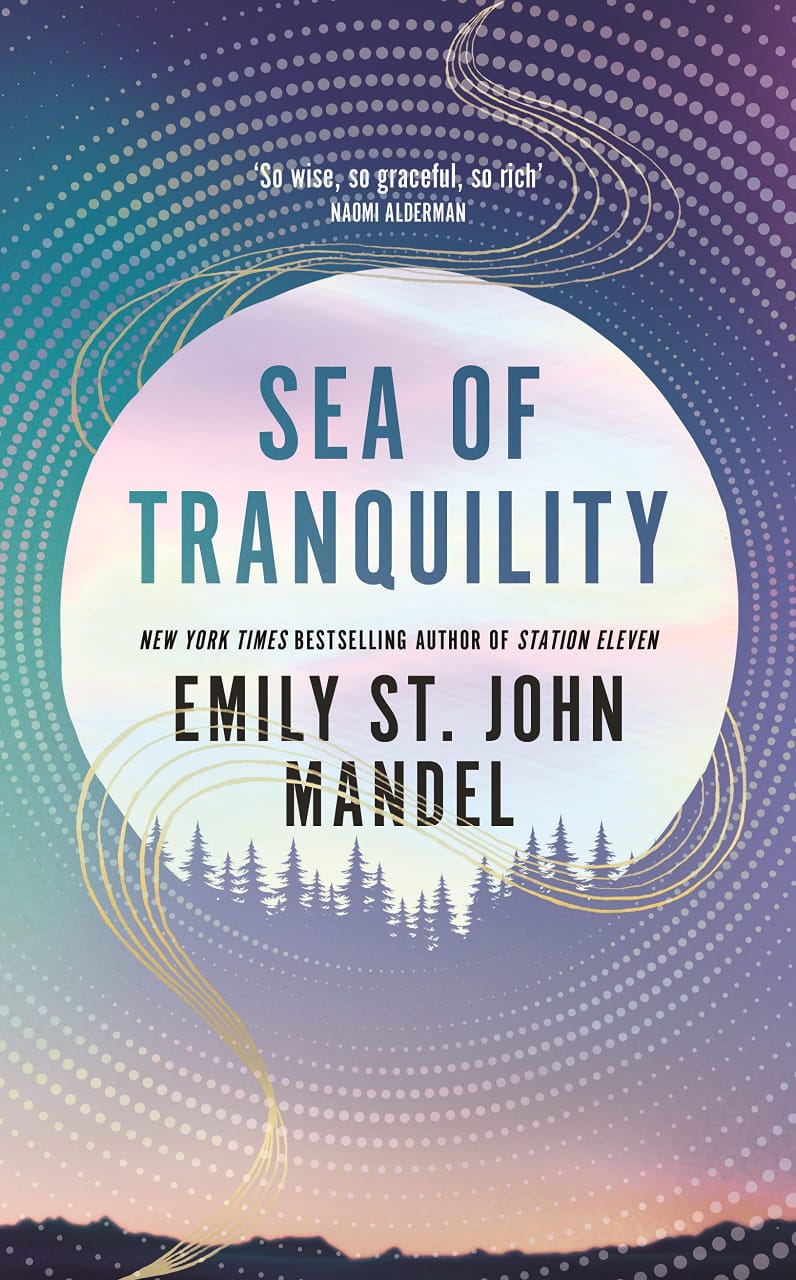 ‘So wise, so graceful, so rich’
NAOMI ALDERMAN
SEA OF
TRANQUILITY
NEW YORK TIMES BESTSELLING AUTHOR OF STATION ELEVEN
EMILY ST. JOHN
MANDEL